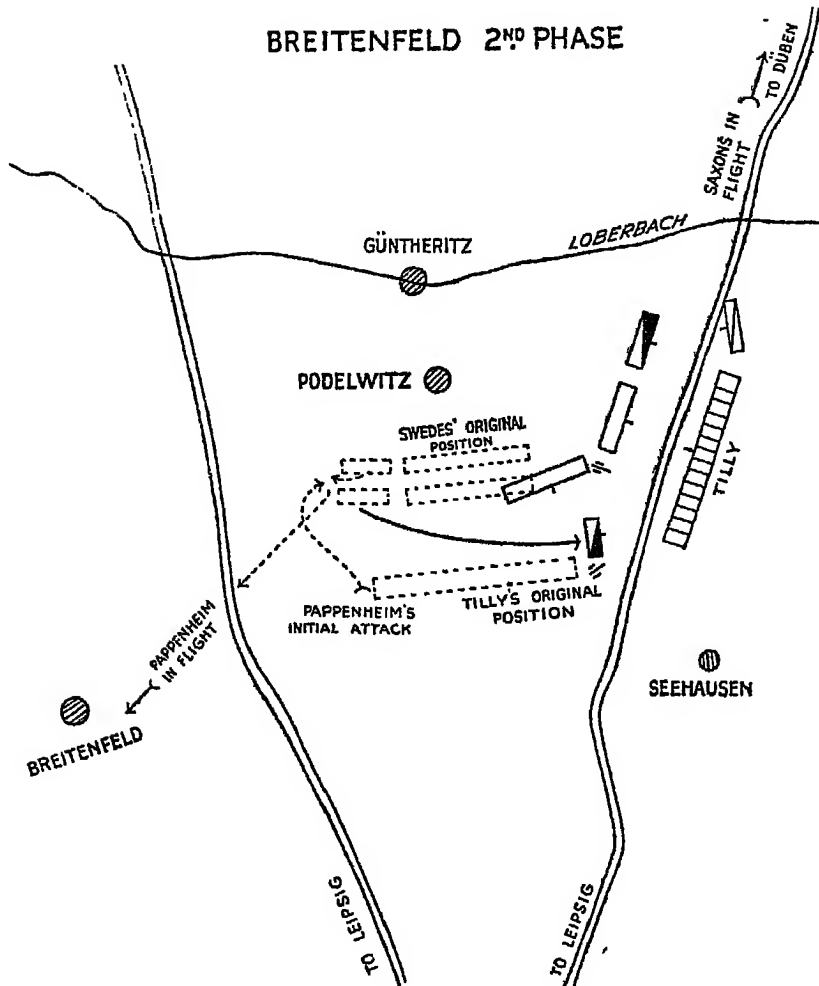 BREITENFELD 2ND PHASE
TO DÜBEN
SAXONS IN
FLIGHT
LOBERBACH
GÜNTHERITZ
PODELWITZ
SWEDES' ORIGINAL
POSITION
TILLY
PAPPENHEIM'S
INITIAL ATTACK
TILLY'S ORIGINAL
POSITION
PAPPENHEIM
IN FLIGHT
SEEHAUSEN
BREITENFELD
TO LEIPSIG
TO LEIPSIG